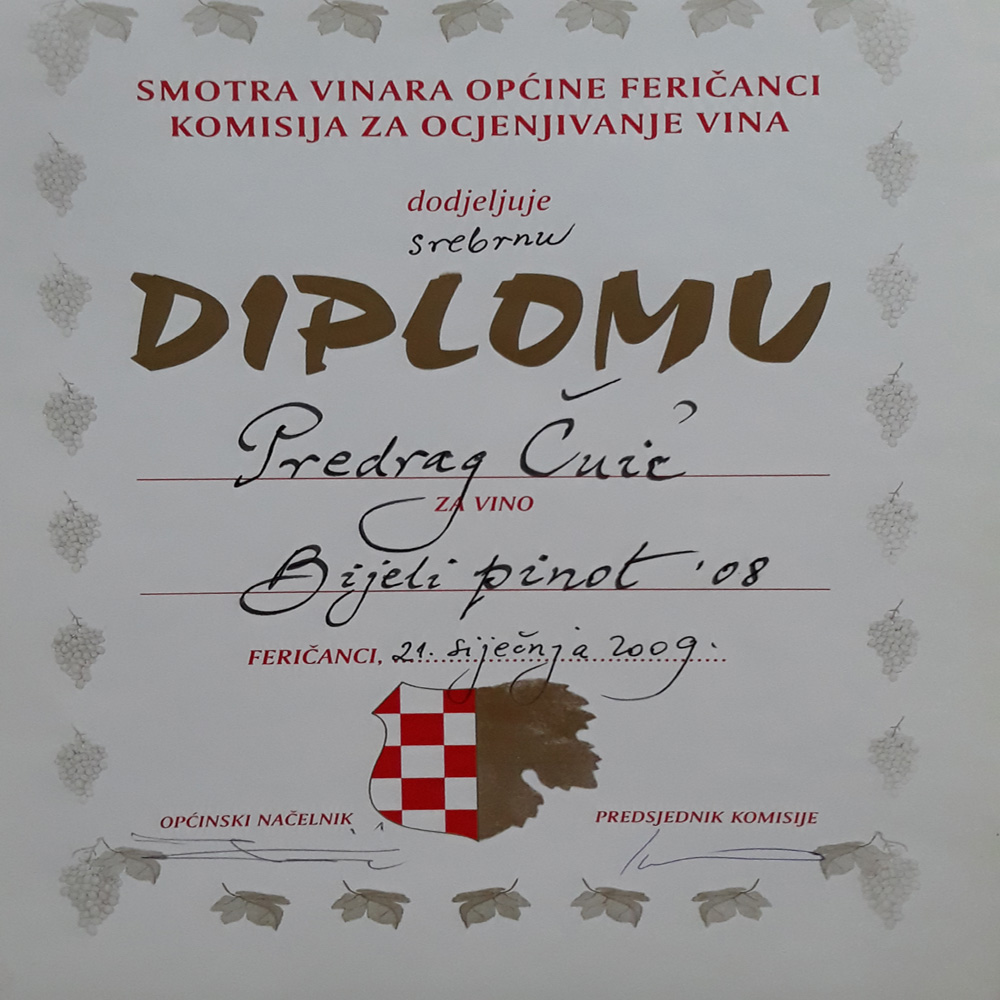 SMOTRA VINARA OPĆINE FERIČANCI
KOMISIJA ZA OCJENJIVANJE VINA
dodjeljuje
srebrnu
DIPLOMU
Predrag Čuić
ZA VINO
Bijeli pinot '08
FERIČANCI, 21. siječnja 2009.
OPĆINSKI NAČELNIK PREDSJEDNIK KOMISIJE